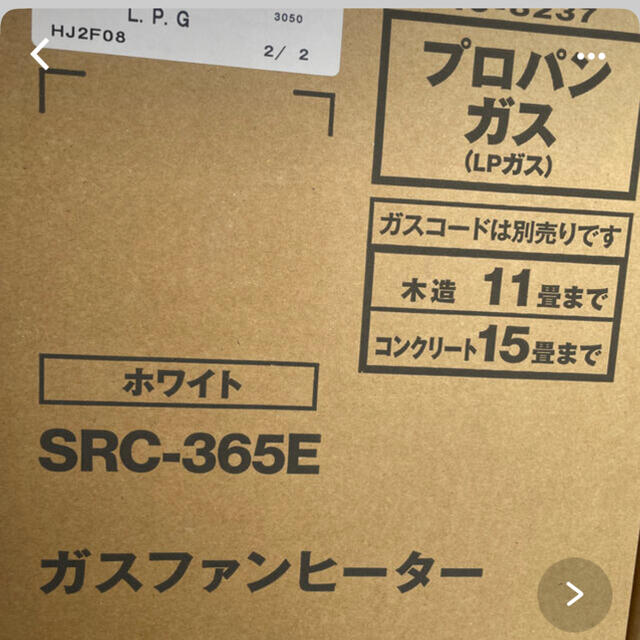 L. P. G
3050
HJ2F08
2/ 2
プロパン
ガス
(LPガス)
ガスコードは別売りです
木造 11畳まで
コンクリート15畳まで
ホワイト
SRC-365E
ガスファンヒーター